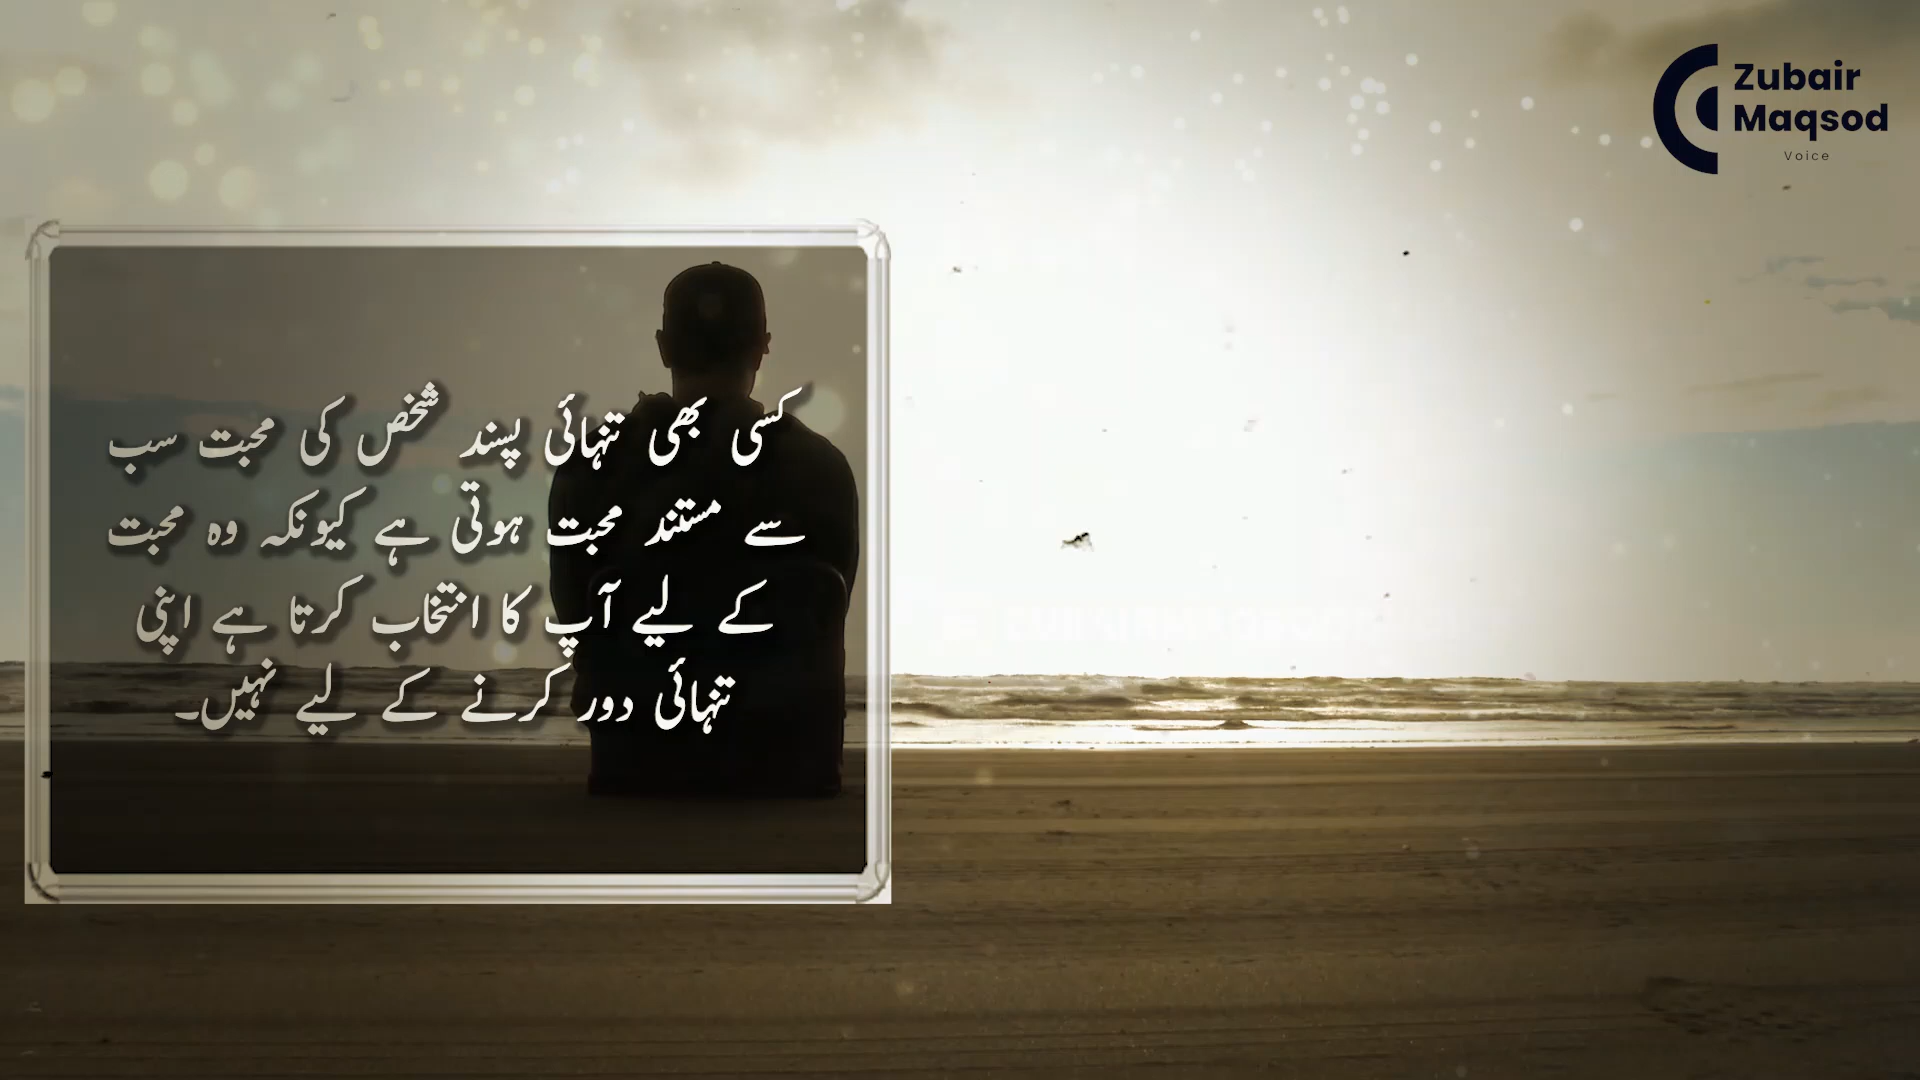 Zubair
Maqsod
Voice
کسی بھی تنہائی پسند شخص کی محبت سب
سے مستند محبت ہوتی ہے کیونکہ وہ محبت
کے لیے آپ کا انتخاب کرتا ہے اپنی
تنہائی دور کرنے کے لیے نہیں۔